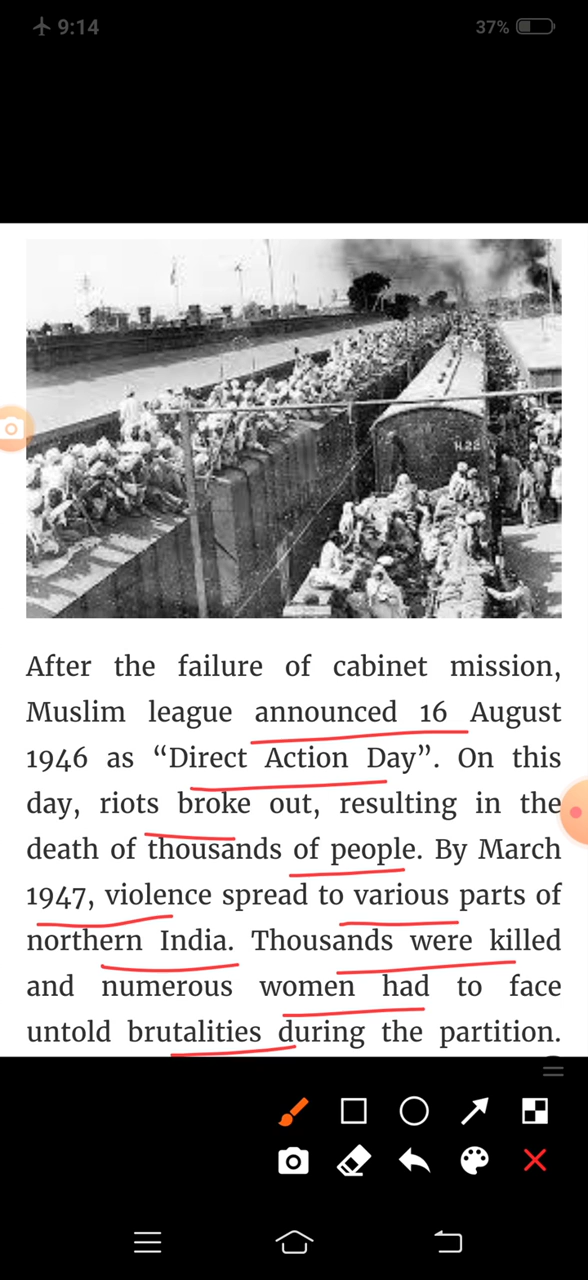 9:14
37%
After the failure of cabinet mission,
Muslim league announced 16 August
1946 as “Direct Action Day”. On this
day, riots broke out, resulting in the
death of thousands of people. By March
1947, violence spread to various parts of
northern India. Thousands were killed
and numerous women had to face
untold brutalities during the partition.